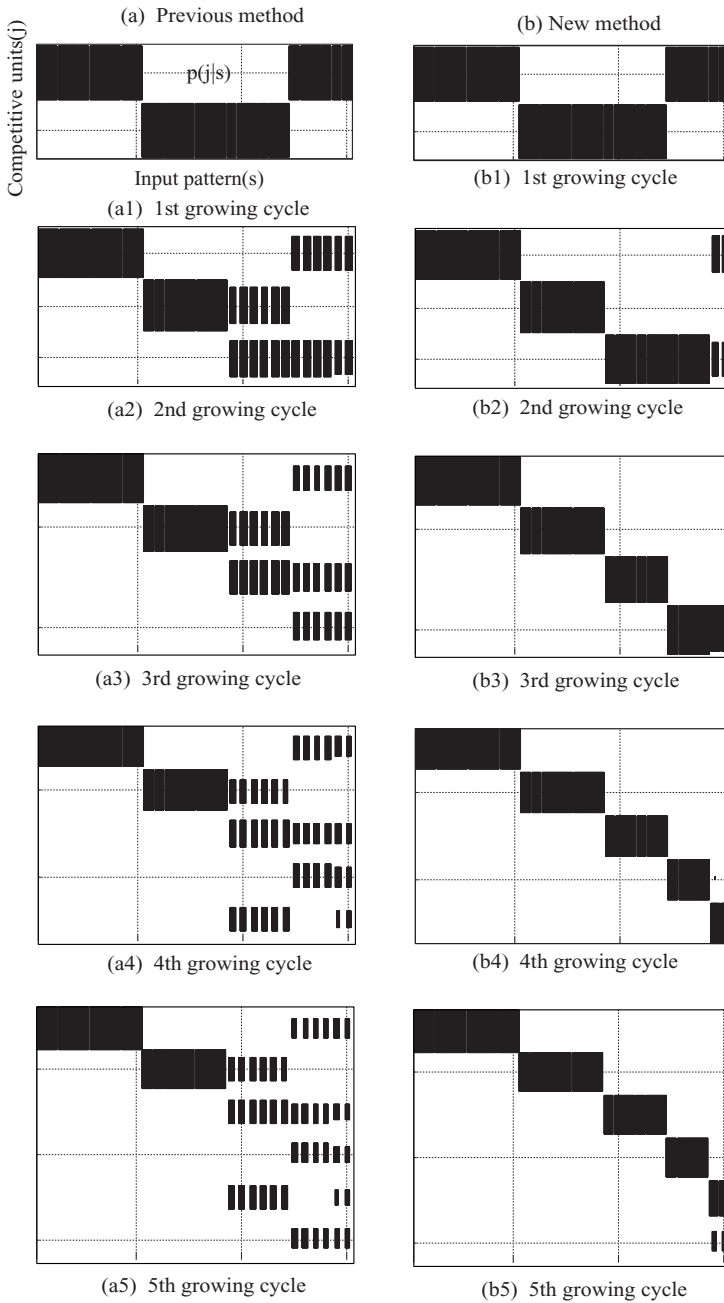 (a) Previous method
(b) New method
Competitive units(j)
p(j|s)
Input pattern(s)
(a1) 1st growing cycle
(b1) 1st growing cycle
(a2) 2nd growing cycle
(b2) 2nd growing cycle
(a3) 3rd growing cycle
(b3) 3rd growing cycle
(a4) 4th growing cycle
(b4) 4th growing cycle
(a5) 5th growing cycle
(b5) 5th growing cycle